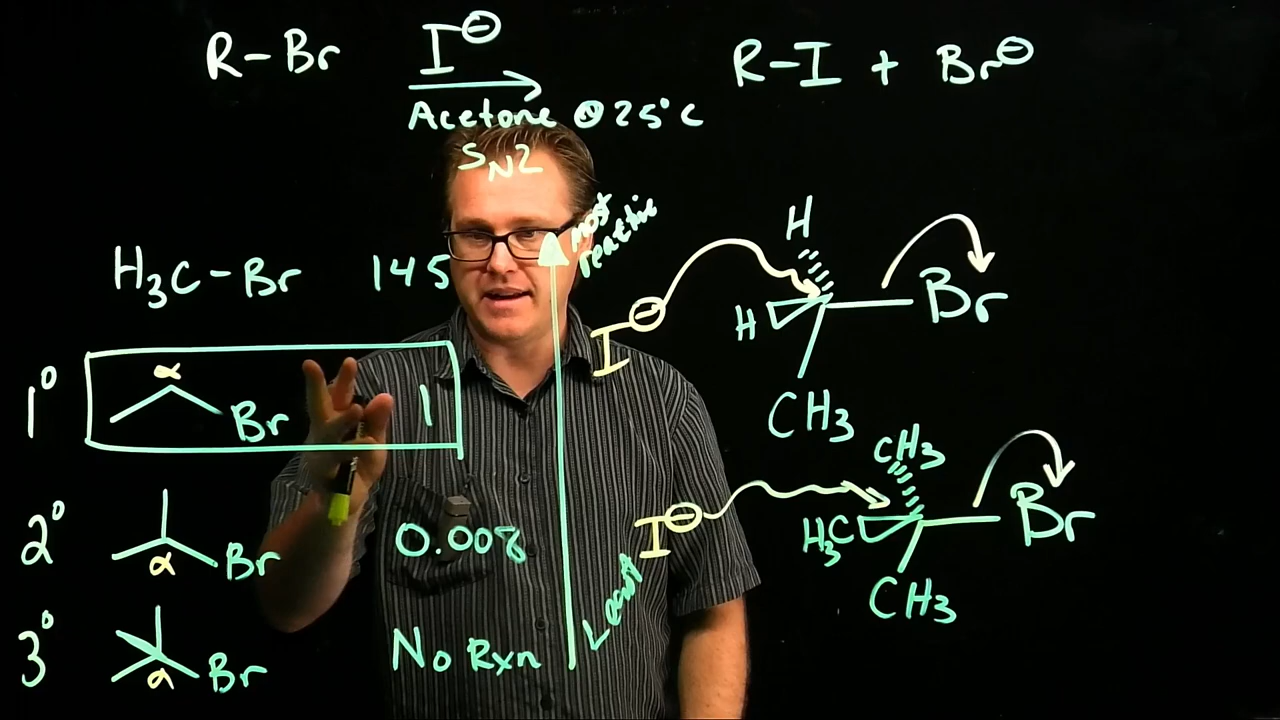 R-Br I⊖ R-I + Br⊖
Acetone @ 25°C
SN2
most
reactive
H₃C-Br 145
H
H
Br
I⊖
CH₃
1° α Br 1
CH₃
I⊖ H₃C Br
CH₃
2° α Br 0.008
Least
3° α Br No Rxn